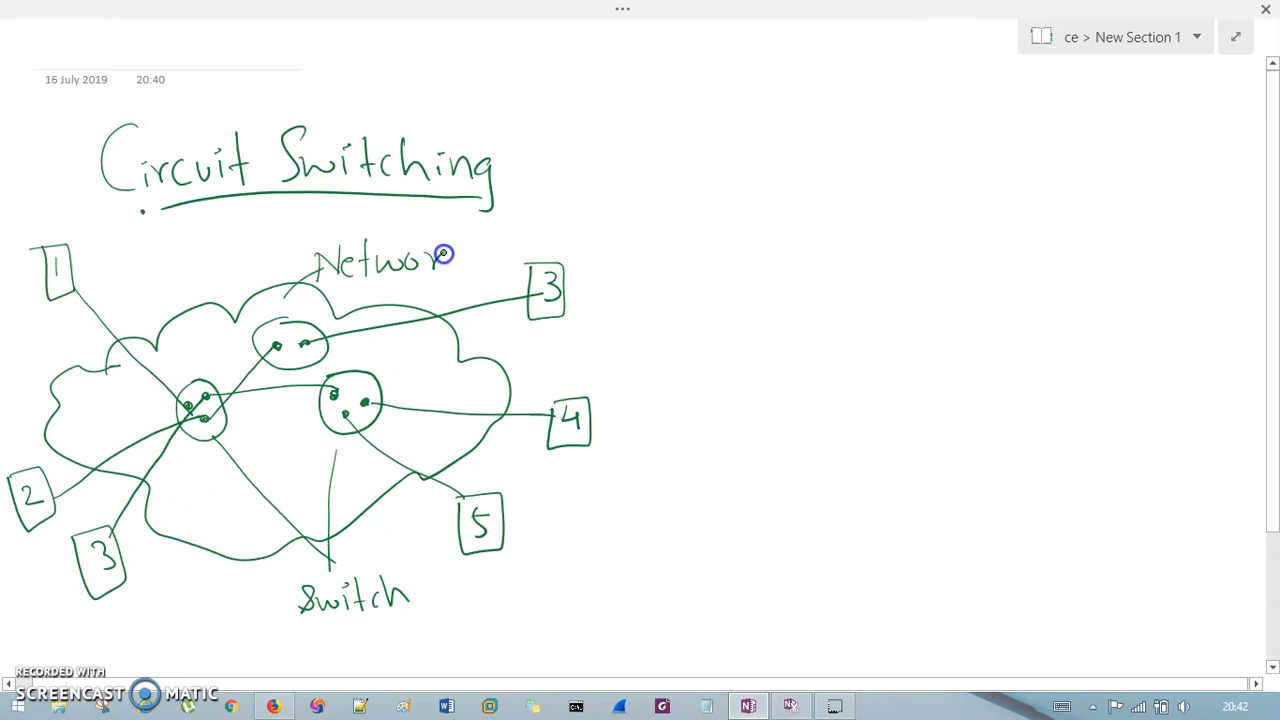 ce > New Section 1
16 July 2019 20:40
Circuit Switching
Networ
1
3
4
2
5
3
Switch
RECORDED WITH
SCREENCAST MATIC
20:42